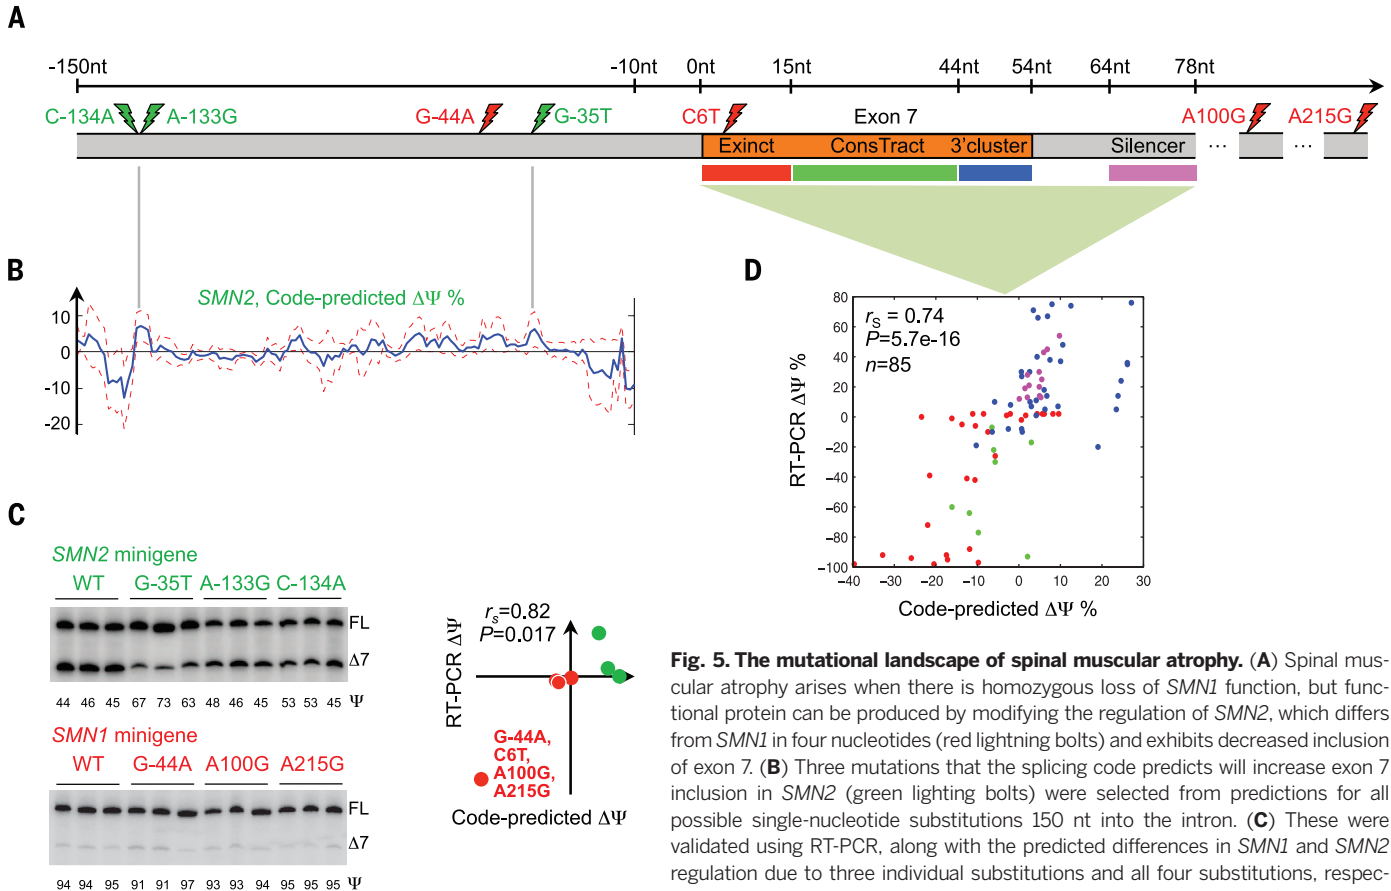 A
-150nt -10nt 0nt 15nt 44nt 54nt 64nt 78nt
C-134A A-133G G-44A G-35T C6T Exon 7 A100G A215G
Exinct ConsTract 3'cluster Silencer ... ...
B
SMN2, Code-predicted ΔΨ %
10
0
-10
-20
D
80
60
40
20
0
−20
−40
−60
−80
−100
−40 −30 −20 −10 0 10 20 30
rS = 0.74
P=5.7e-16
n=85
RT-PCR ΔΨ %
Code-predicted ΔΨ %
C
SMN2 minigene
WT G-35T A-133G C-134A
FL
Δ7
44 46 45 67 73 63 48 46 45 53 53 45 Ψ
SMN1 minigene
WT G-44A A100G A215G
FL
Δ7
94 94 95 91 91 97 93 93 94 95 95 95 Ψ
rs=0.82
P=0.017
RT-PCR ΔΨ
G-44A,
C6T,
A100G,
A215G
Code-predicted ΔΨ
Fig. 5. The mutational landscape of spinal muscular atrophy. (A) Spinal mus-
cular atrophy arises when there is homozygous loss of SMN1 function, but func-
tional protein can be produced by modifying the regulation of SMN2, which differs
from SMN1 in four nucleotides (red lightning bolts) and exhibits decreased inclusion
of exon 7. (B) Three mutations that the splicing code predicts will increase exon 7
inclusion in SMN2 (green lighting bolts) were selected from predictions for all
possible single-nucleotide substitutions 150 nt into the intron. (C) These were
validated using RT-PCR, along with the predicted differences in SMN1 and SMN2
regulation due to three individual substitutions and all four substitutions, respec-